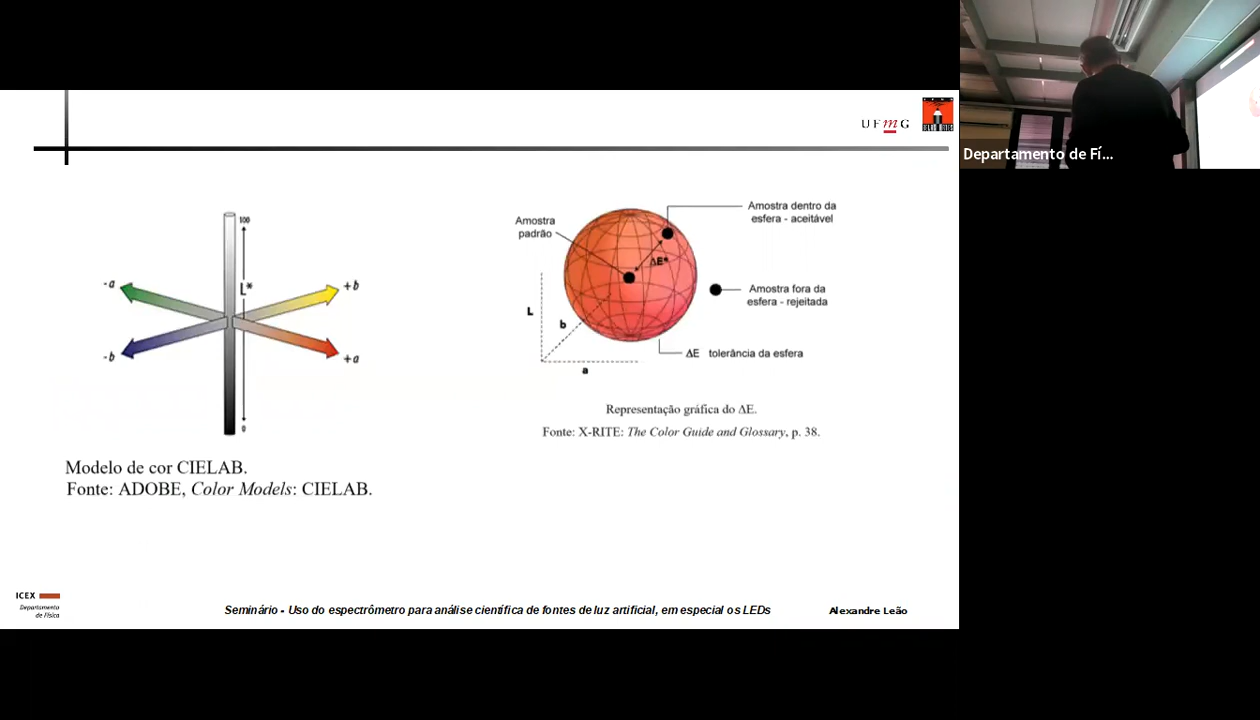 UFmG
Departamento de Fí...
100
L*
-a
+b
-b
+a
0
Modelo de cor CIELAB.
Fonte: ADOBE, Color Models: CIELAB.
Amostra
padrão
Amostra dentro da
esfera - aceitável
ΔE*
Amostra fora da
esfera - rejeitada
L
b
a
ΔE tolerância da esfera
Representação gráfica do ΔE.
Fonte: X-RITE: The Color Guide and Glossary, p. 38.
ICEX
Departamento
de Física
Seminário - Uso do espectrômetro para análise científica de fontes de luz artificial, em especial os LEDs
Alexandre Leão